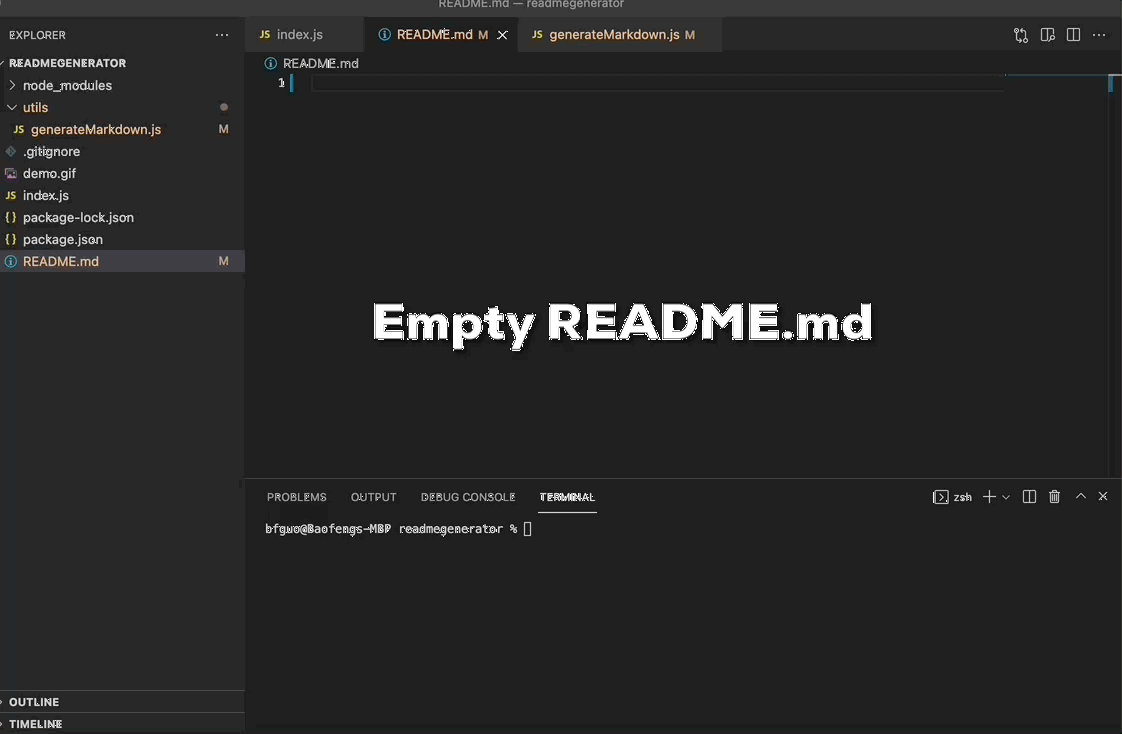 README.md — readmegenerator
EXPLORER
JS index.js
README.md M
JS generateMarkdown.js M
READMEGENERATOR
README.md
1
node_modules
utils
JS generateMarkdown.js M
.gitignore
demo.gif
JS index.js
{} package-lock.json
{} package.json
README.md M
Empty README.md
PROBLEMS OUTPUT DEBUG CONSOLE TERMINAL
zsh
bfguo@Baofengs-MBP readmegenerator %
OUTLINE
TIMELINE